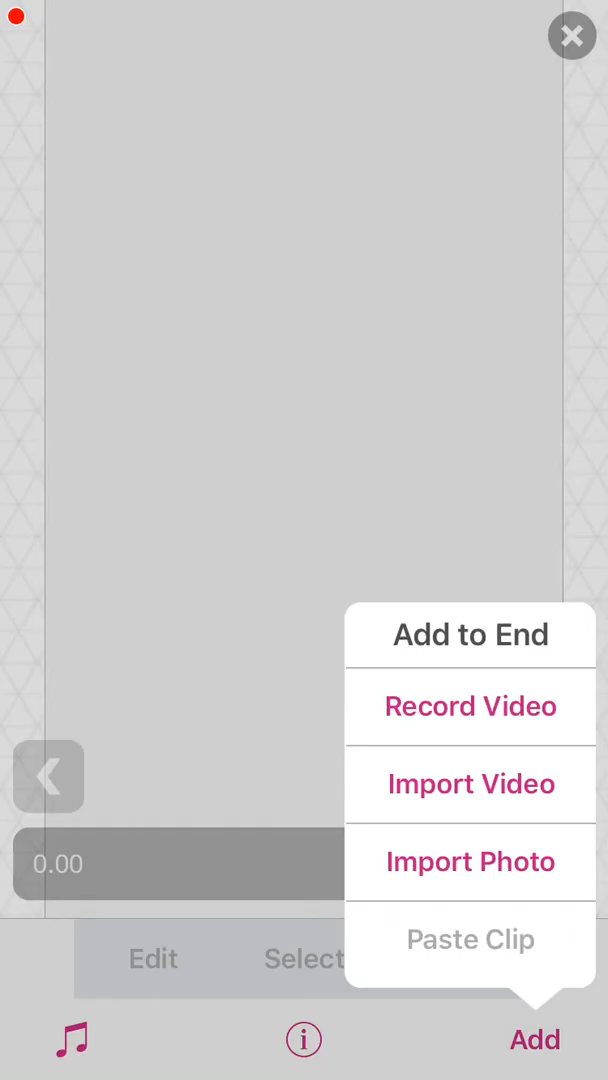 Add to End
Record Video
Import Video
Import Photo
0.00
Paste Clip
Edit
Select
Add